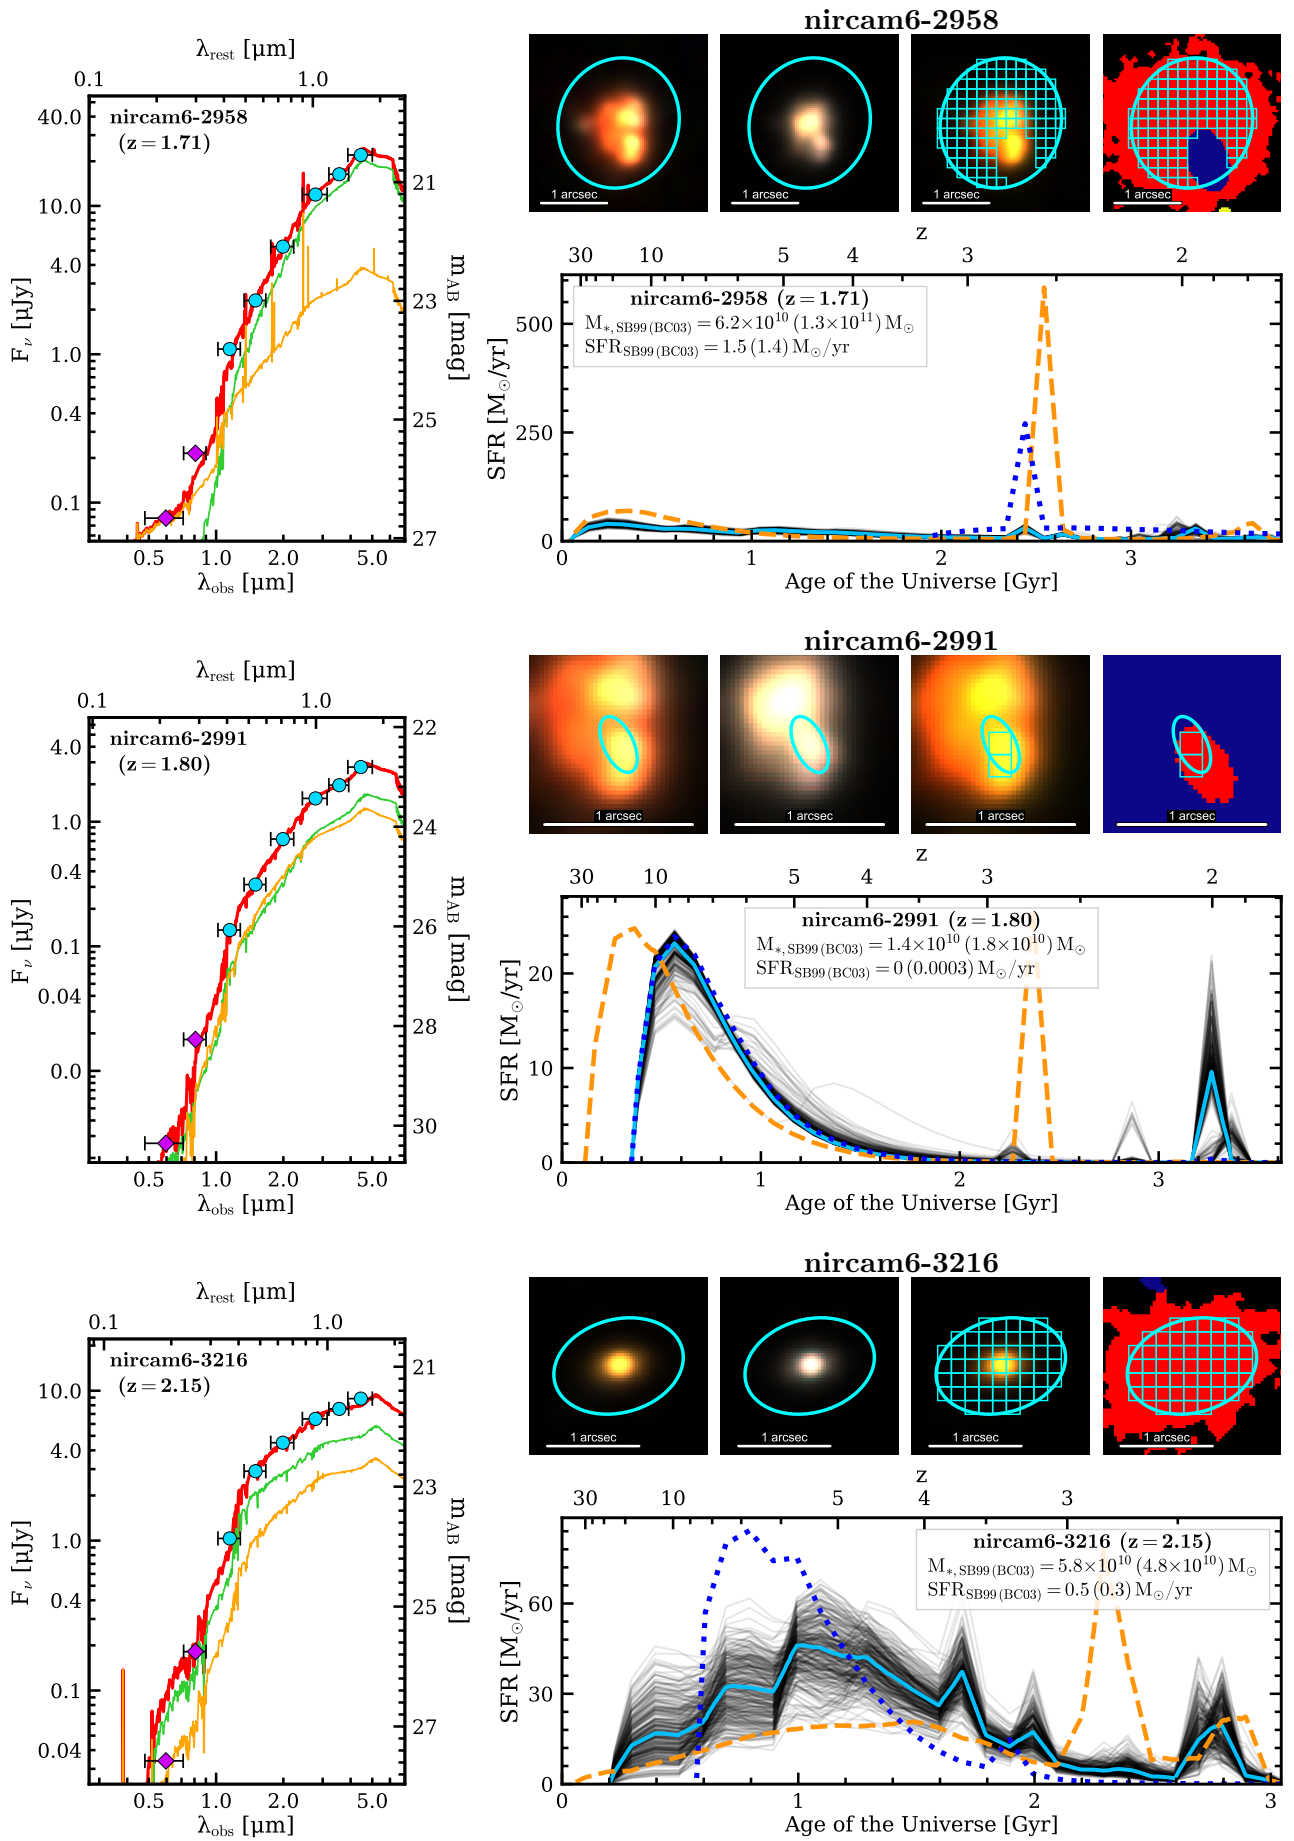 nircam6-2958
λrest [μm]
0.1 1.0
nircam6-2958
(z = 1.71)
40.0
10.0
4.0
1.0
0.4
0.1
Fν [μJy]
21
23
25
27
mAB [mag]
0.5 1.0 2.0 5.0
λobs [μm]
1 arcsec 1 arcsec 1 arcsec 1 arcsec
z
30 10 5 4 3 2
nircam6-2958 (z = 1.71)
M*,SB99 (BC03) = 6.2×10^10 (1.3×10^11) M⊙
SFRSB99 (BC03) = 1.5 (1.4) M⊙/yr
500
250
0
SFR [M⊙/yr]
0 1 2 3
Age of the Universe [Gyr]
nircam6-2991
λrest [μm]
0.1 1.0
nircam6-2991
(z = 1.80)
4.0
1.0
0.4
0.1
0.04
0.0
Fν [μJy]
22
24
26
28
30
mAB [mag]
0.5 1.0 2.0 5.0
λobs [μm]
1 arcsec 1 arcsec 1 arcsec 1 arcsec
z
30 10 5 4 3 2
nircam6-2991 (z = 1.80)
M*,SB99 (BC03) = 1.4×10^10 (1.8×10^10) M⊙
SFRSB99 (BC03) = 0 (0.0003) M⊙/yr
20
10
0
SFR [M⊙/yr]
0 1 2 3
Age of the Universe [Gyr]
nircam6-3216
λrest [μm]
0.1 1.0
nircam6-3216
(z = 2.15)
10.0
4.0
1.0
0.4
0.1
0.04
Fν [μJy]
21
23
25
27
mAB [mag]
0.5 1.0 2.0 5.0
λobs [μm]
1 arcsec 1 arcsec 1 arcsec 1 arcsec
z
30 10 5 4 3
nircam6-3216 (z = 2.15)
M*,SB99 (BC03) = 5.8×10^10 (4.8×10^10) M⊙
SFRSB99 (BC03) = 0.5 (0.3) M⊙/yr
60
30
0
SFR [M⊙/yr]
0 1 2 3
Age of the Universe [Gyr]